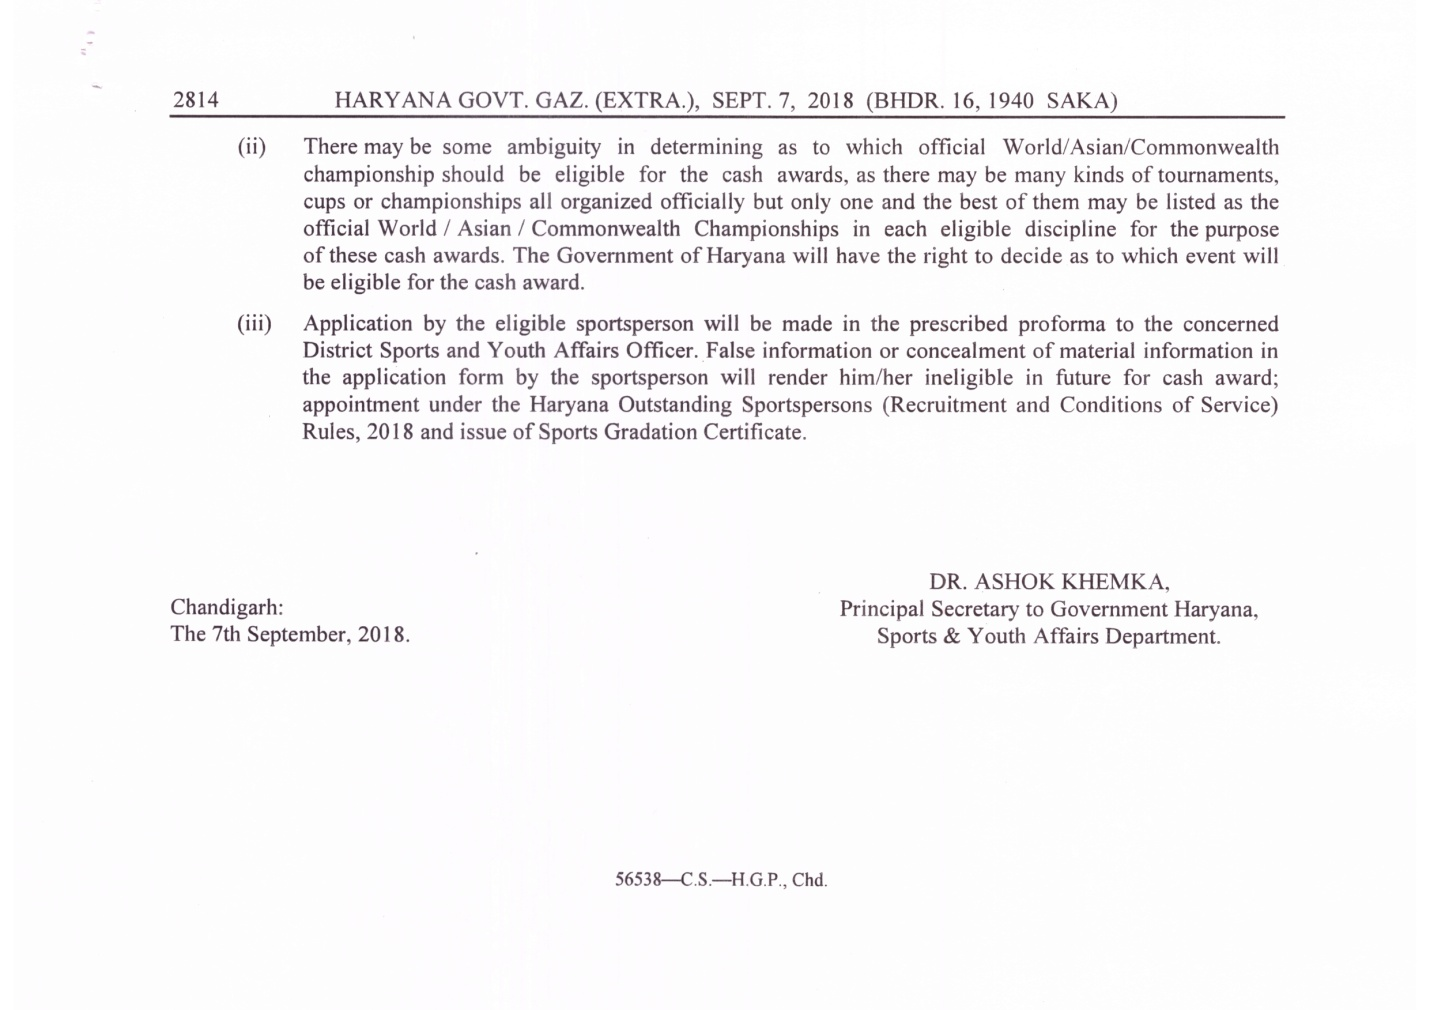 2814 HARYANA GOVT. GAZ. (EXTRA.), SEPT. 7, 2018 (BHDR. 16, 1940 SAKA)
(ii) There may be some ambiguity in determining as to which official World/Asian/Commonwealth
championship should be eligible for the cash awards, as there may be many kinds of tournaments,
cups or championships all organized officially but only one and the best of them may be listed as the
official World / Asian / Commonwealth Championships in each eligible discipline for the purpose
of these cash awards. The Government of Haryana will have the right to decide as to which event will
be eligible for the cash award.
(iii) Application by the eligible sportsperson will be made in the prescribed proforma to the concerned
District Sports and Youth Affairs Officer. False information or concealment of material information in
the application form by the sportsperson will render him/her ineligible in future for cash award;
appointment under the Haryana Outstanding Sportspersons (Recruitment and Conditions of Service)
Rules, 2018 and issue of Sports Gradation Certificate.
DR. ASHOK KHEMKA,
Chandigarh: Principal Secretary to Government Haryana,
The 7th September, 2018. Sports & Youth Affairs Department.
56538—C.S.—H.G.P., Chd.